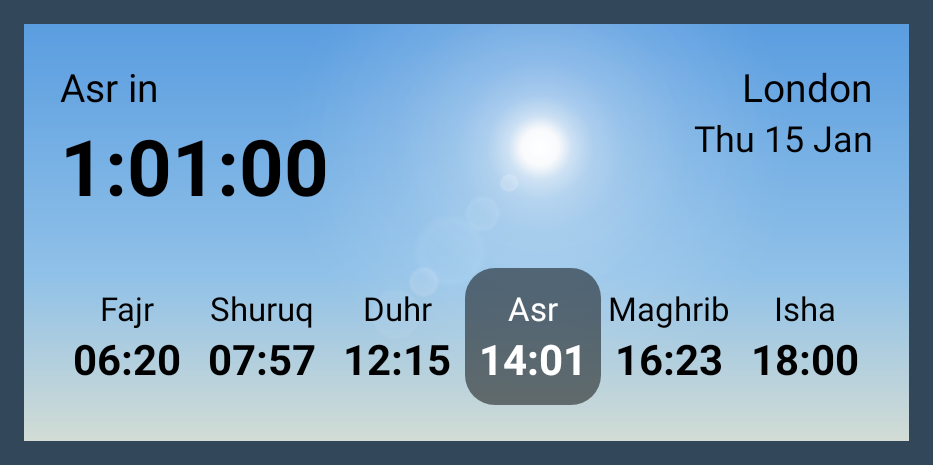 Asr in
1:01:00
London
Thu 15 Jan
Fajr Shuruq Duhr Asr Maghrib Isha
06:20 07:57 12:15 14:01 16:23 18:00